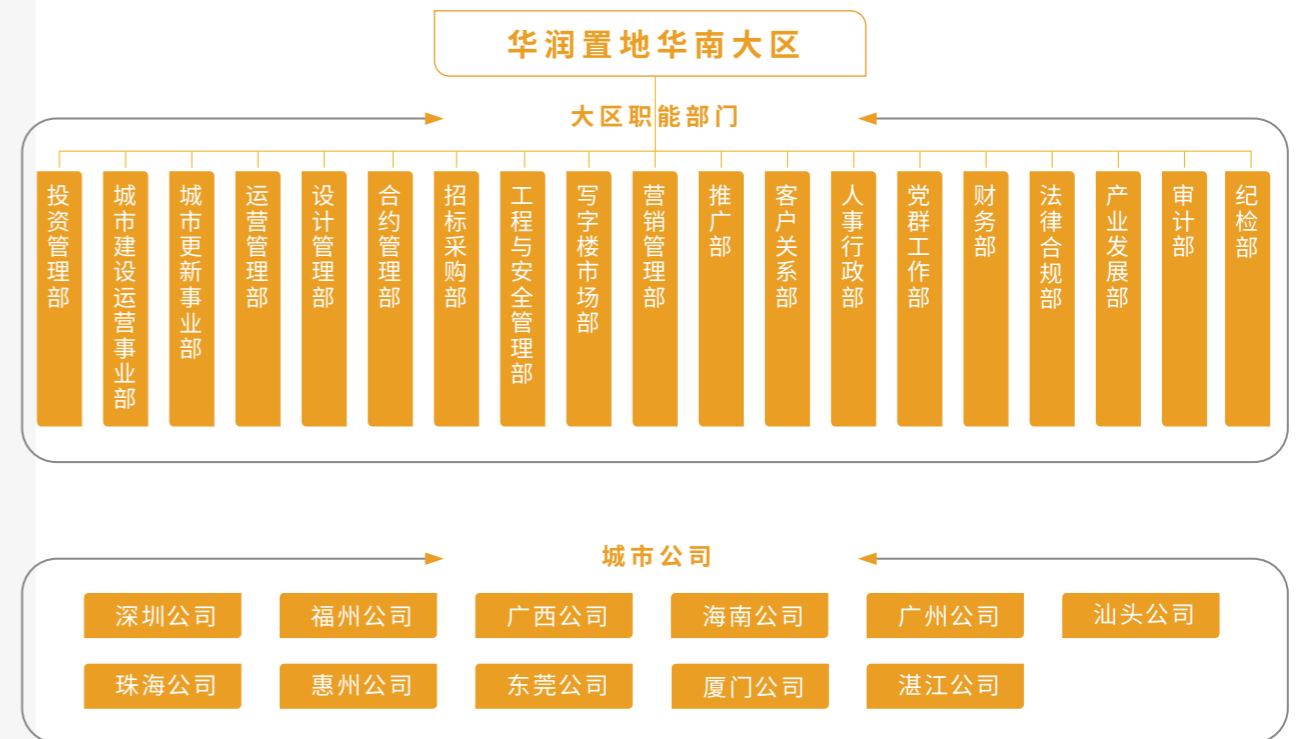 华润置地华南大区
大区职能部门
投资管理部
城市建设运营事业部
城市更新事业部
运营管理部
设计管理部
合约管理部
招标采购部
工程与安全管理部
写字楼市场部
营销管理部
推广部
客户关系部
人事行政部
党群工作部
财务部
法律合规部
产业发展部
审计部
纪检部
城市公司
深圳公司
福州公司
广西公司
海南公司
广州公司
汕头公司
珠海公司
惠州公司
东莞公司
厦门公司
湛江公司